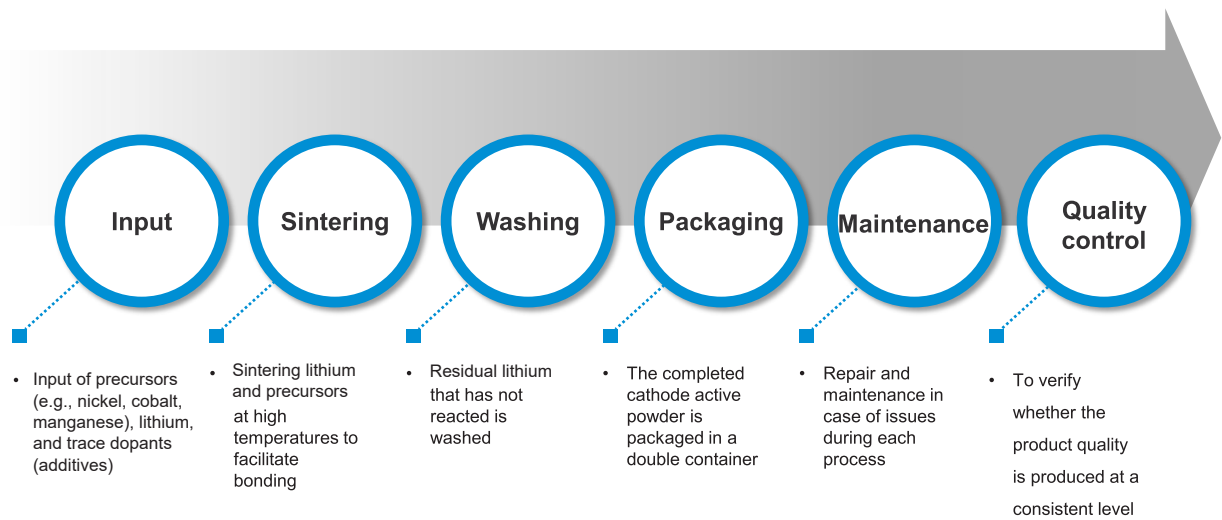 Input
Sintering
Washing
Packaging
Maintenance
Quality
control
• Input of precursors
(e.g., nickel, cobalt,
manganese), lithium,
and trace dopants
(additives)
• Sintering lithium
and precursors
at high
temperatures to
facilitate
bonding
• Residual lithium
that has not
reacted is
washed
• The completed
cathode active
powder is
packaged in a
double container
• Repair and
maintenance in
case of issues
during each
process
• To verify
whether the
product quality
is produced at a
consistent level